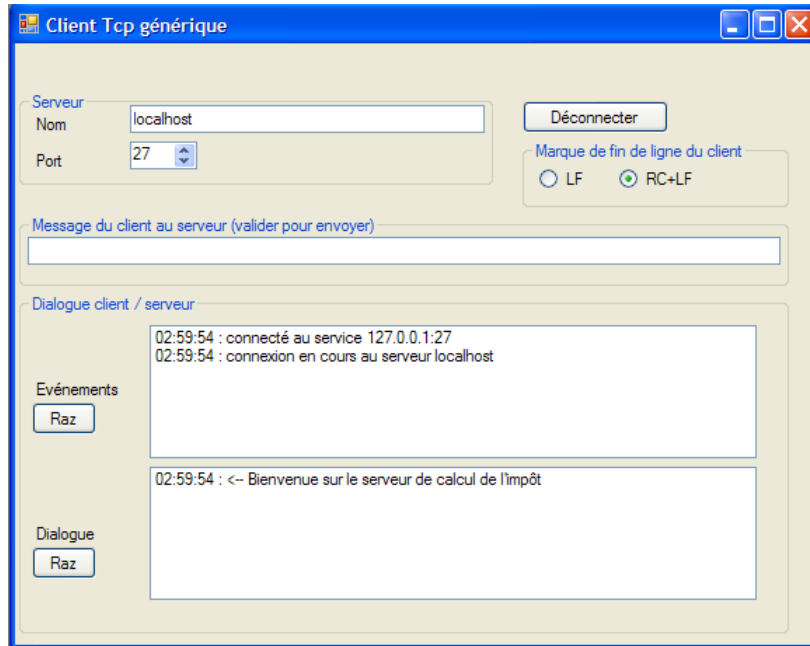 Client Tcp générique
Serveur
Nom
localhost
Déconnecter
Port
27
Marque de fin de ligne du client
LF
RC+LF
Message du client au serveur (valider pour envoyer)
Dialogue client / serveur
02:59:54 : connecté au service 127.0.0.1:27
02:59:54 : connexion en cours au serveur localhost
Evénements
Raz
02:59:54 : <-- Bienvenue sur le serveur de calcul de l'impôt
Dialogue
Raz